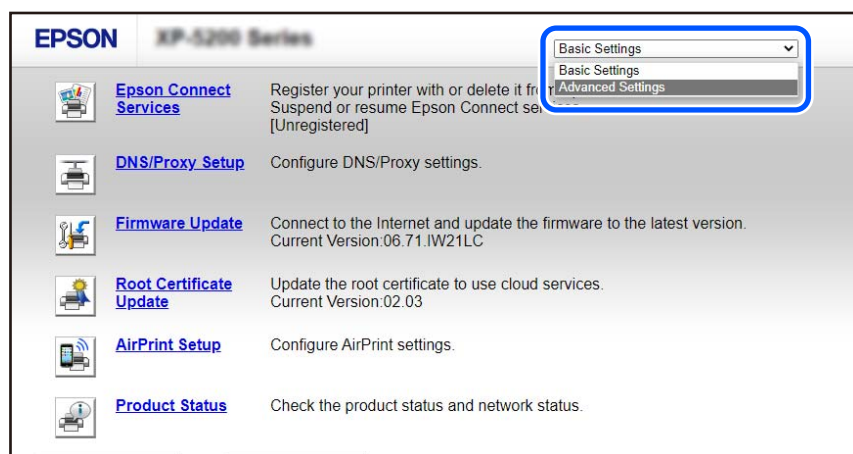 EPSON XP-5200 Series
Basic Settings
Basic Settings
Advanced Settings
Epson Connect Services
Register your printer with or delete it from
Suspend or resume Epson Connect
[Unregistered]
DNS/Proxy Setup
Configure DNS/Proxy settings.
Firmware Update
Connect to the Internet and update the firmware to the latest version.
Current Version:06.71.IW21LC
Root Certificate
Update
Update the root certificate to use cloud services.
Current Version:02.03
AirPrint Setup
Configure AirPrint settings.
Product Status
Check the product status and network status.